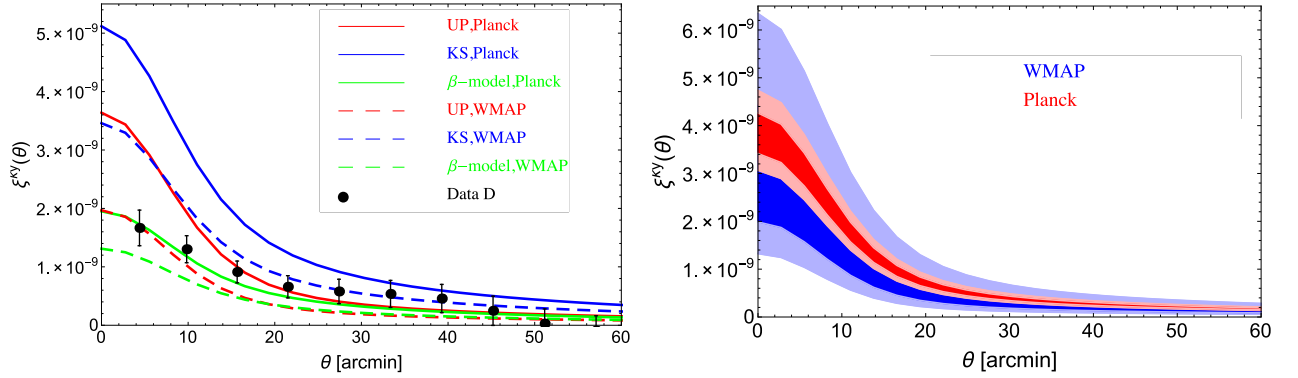 5.×10⁻⁹
4.×10⁻⁹
3.×10⁻⁹
2.×10⁻⁹
1.×10⁻⁹
0
ξ^κy(θ)
0 10 20 30 40 50 60
θ [arcmin]
UP,Planck
KS,Planck
β−model,Planck
UP,WMAP
KS,WMAP
β−model,WMAP
Data D
6.×10⁻⁹
5.×10⁻⁹
4.×10⁻⁹
3.×10⁻⁹
2.×10⁻⁹
1.×10⁻⁹
0
ξ^κy(θ)
0 10 20 30 40 50 60
θ [arcmin]
WMAP
Planck